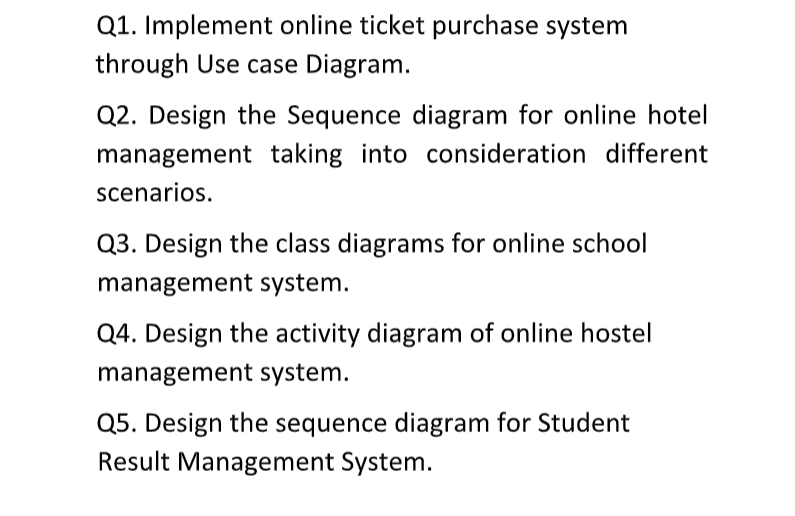 Q1. Implement online ticket purchase system
through Use case Diagram.
Q2. Design the Sequence diagram for online hotel
management taking into consideration different
scenarios.
Q3. Design the class diagrams for online school
management system.
Q4. Design the activity diagram of online hostel
management system.
Q5. Design the sequence diagram for Student
Result Management System.